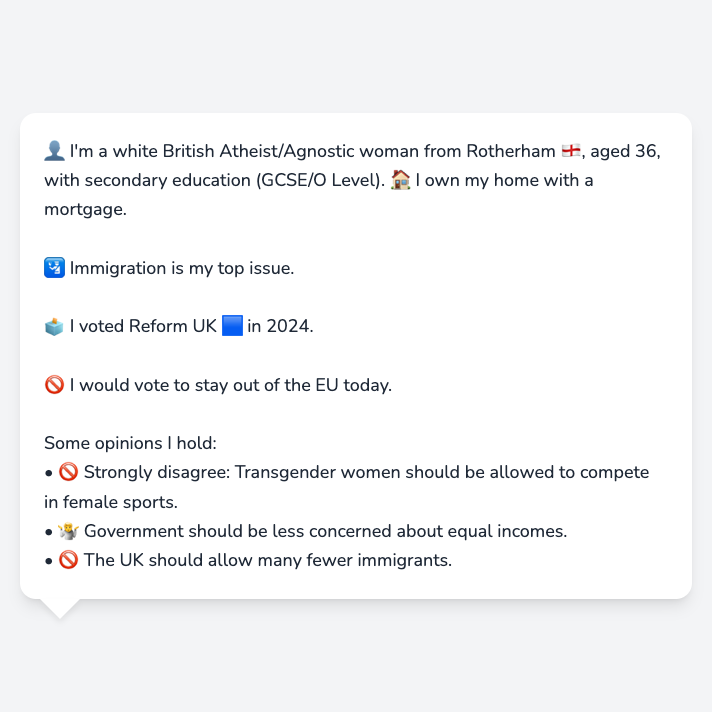 👤 I'm a white British Atheist/Agnostic woman from Rotherham 🏴󠁧󠁢󠁥󠁮󠁧󠁿, aged 36,
with secondary education (GCSE/O Level). 🏠 I own my home with a
mortgage.
🛂 Immigration is my top issue.
🗳️ I voted Reform UK 🟦 in 2024.
🚫 I would vote to stay out of the EU today.
Some opinions I hold:
• 🚫 Strongly disagree: Transgender women should be allowed to compete
in female sports.
• 🤷 Government should be less concerned about equal incomes.
• 🚫 The UK should allow many fewer immigrants.